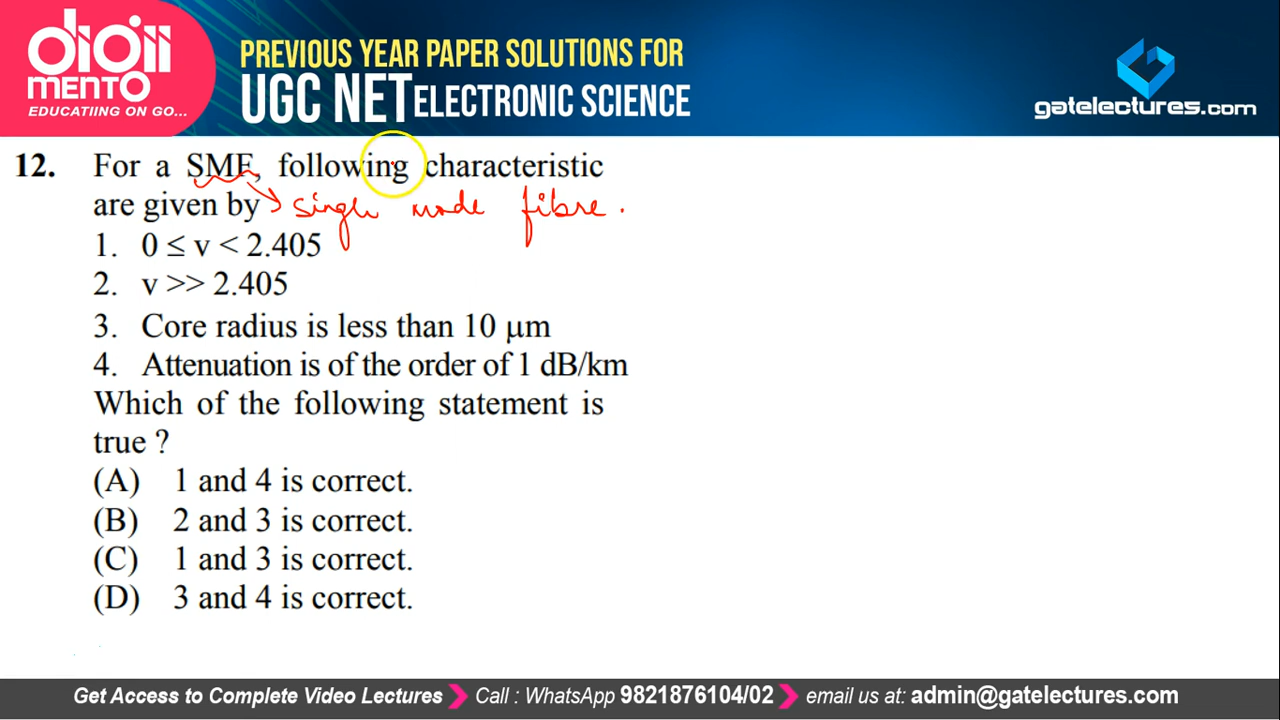 digii
MENTO
EDUCATIING ON GO...
PREVIOUS YEAR PAPER SOLUTIONS FOR
UGC NET ELECTRONIC SCIENCE
gatelectures.com
12. For a SMF, following characteristic
are given by → single mode fibre.
1. 0 ≤ v < 2.405
2. v >> 2.405
3. Core radius is less than 10 μm
4. Attenuation is of the order of 1 dB/km
Which of the following statement is
true ?
(A) 1 and 4 is correct.
(B) 2 and 3 is correct.
(C) 1 and 3 is correct.
(D) 3 and 4 is correct.
Get Access to Complete Video Lectures Call : WhatsApp 9821876104/02 email us at: admin@gatelectures.com